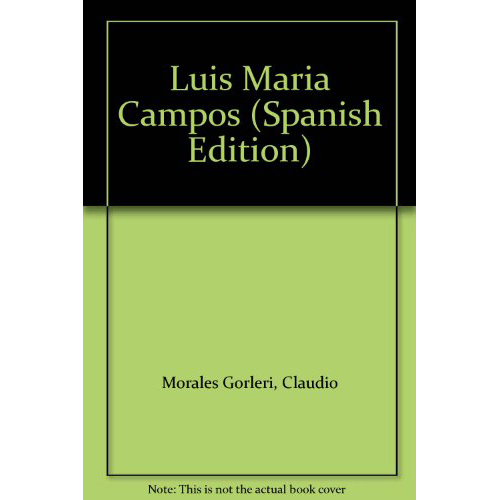 Luis Maria
Campos (Spanish
Edition)
Morales Gorleri, Claudio
Note: This is not the actual book cover